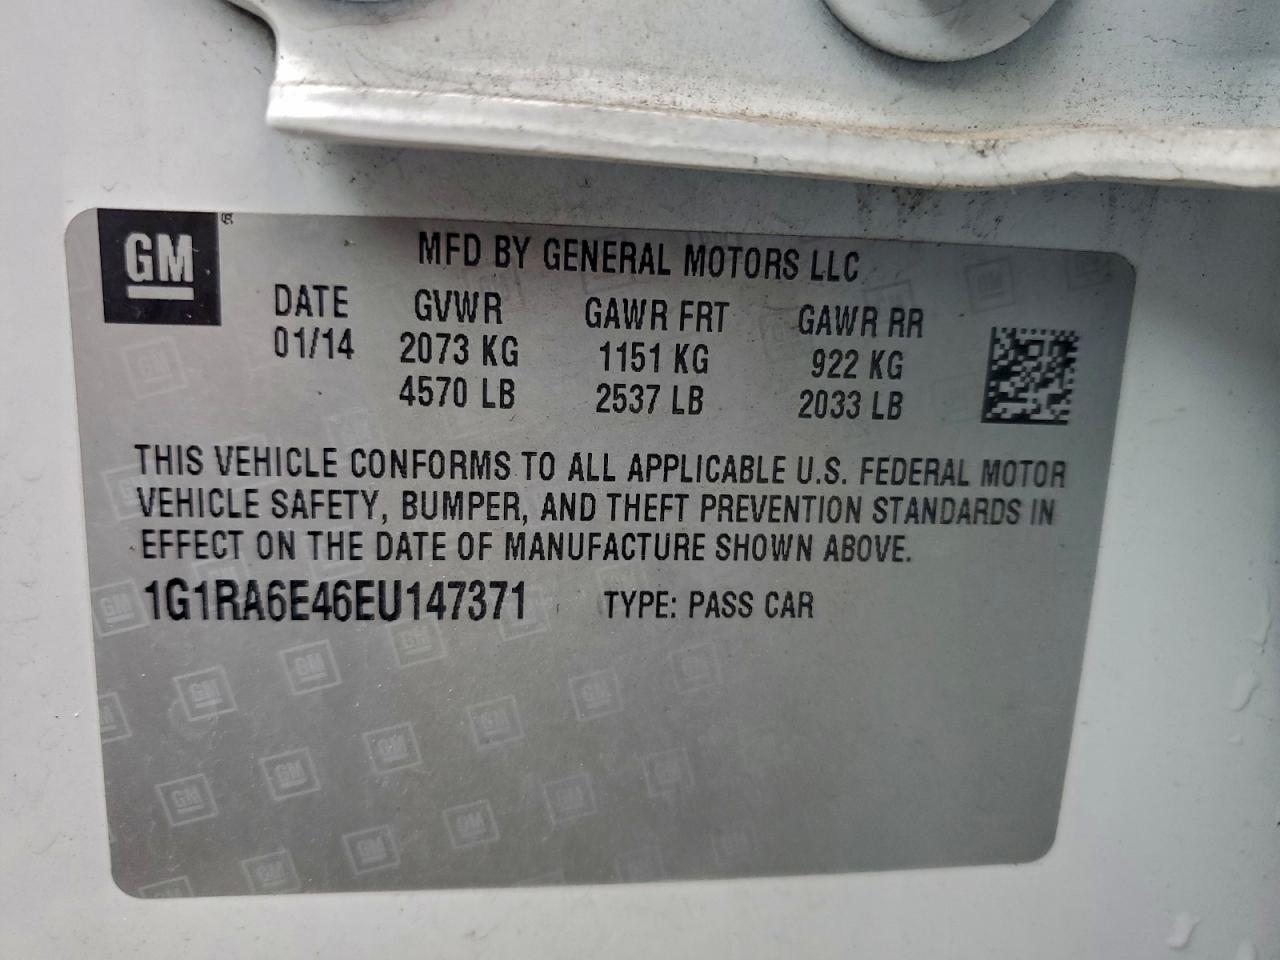 GM ®
MFD BY GENERAL MOTORS LLC
DATE GVWR GAWR FRT GAWR RR
01/14 2073 KG 1151 KG 922 KG
4570 LB 2537 LB 2033 LB
THIS VEHICLE CONFORMS TO ALL APPLICABLE U.S. FEDERAL MOTOR
VEHICLE SAFETY, BUMPER, AND THEFT PREVENTION STANDARDS IN
EFFECT ON THE DATE OF MANUFACTURE SHOWN ABOVE.
1G1RA6E46EU147371 TYPE: PASS CAR